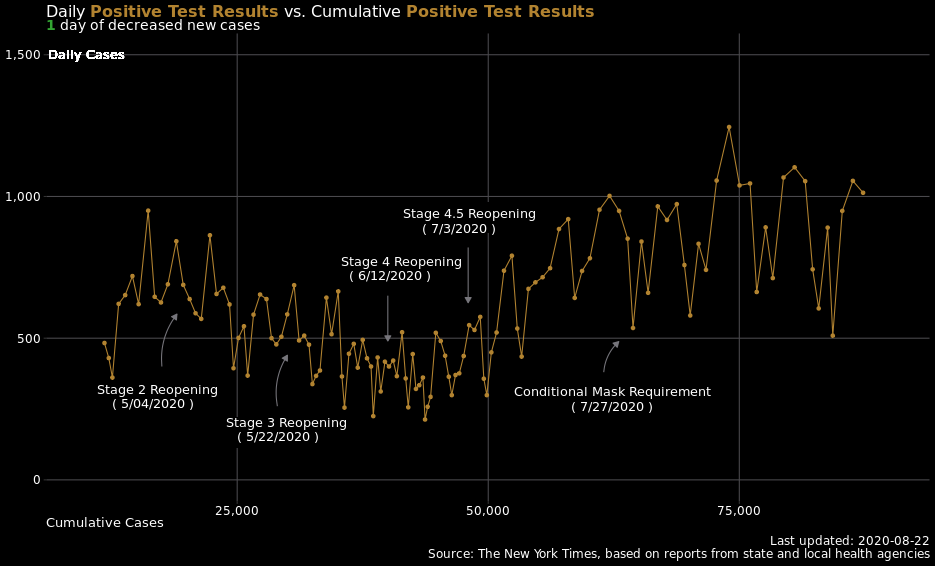 Daily Positive Test Results vs. Cumulative Positive Test Results
1 day of decreased new cases
1,500
Daily Cases
1,000
Stage 4.5 Reopening
( 7/3/2020 )
Stage 4 Reopening
( 6/12/2020 )
500
Stage 2 Reopening
( 5/04/2020 )
Conditional Mask Requirement
( 7/27/2020 )
Stage 3 Reopening
( 5/22/2020 )
0
25,000
50,000
75,000
Cumulative Cases
Last updated: 2020-08-22
Source: The New York Times, based on reports from state and local health agencies